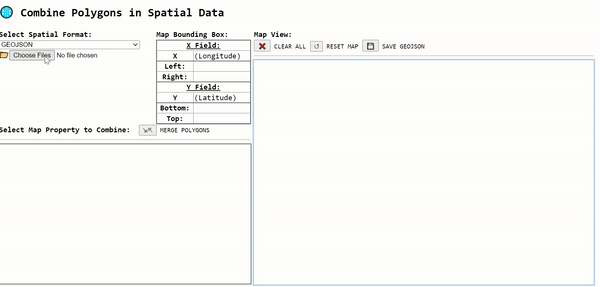 Combine Polygons in Spatial Data
Select Spatial Format:
GEOJSON
Choose Files No file chosen
Map Bounding Box:
X Field:
X (Longitude)
Left:
Right:
Y Field:
Y (Latitude)
Bottom:
Top:
Map View:
CLEAR ALL RESET MAP SAVE GEOJSON
Select Map Property to Combine: MERGE POLYGONS